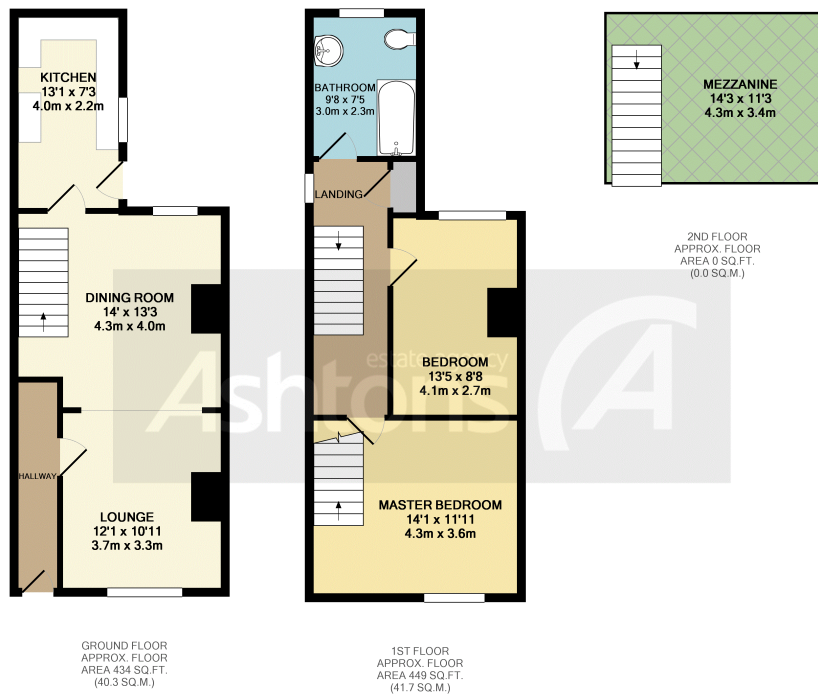 KITCHEN
13'1 x 7'3
4.0m x 2.2m
DINING ROOM
14' x 13'3
4.3m x 4.0m
HALLWAY
LOUNGE
12'1 x 10'11
3.7m x 3.3m
GROUND FLOOR
APPROX. FLOOR
AREA 434 SQ.FT.
(40.3 SQ.M.)
BATHROOM
9'8 x 7'5
3.0m x 2.3m
LANDING
BEDROOM
13'5 x 8'8
4.1m x 2.7m
MASTER BEDROOM
14'1 x 11'11
4.3m x 3.6m
1ST FLOOR
APPROX. FLOOR
AREA 449 SQ.FT.
(41.7 SQ.M.)
MEZZANINE
14'3 x 11'3
4.3m x 3.4m
2ND FLOOR
APPROX. FLOOR
AREA 0 SQ.FT.
(0.0 SQ.M.)
estate agency
Ashtons